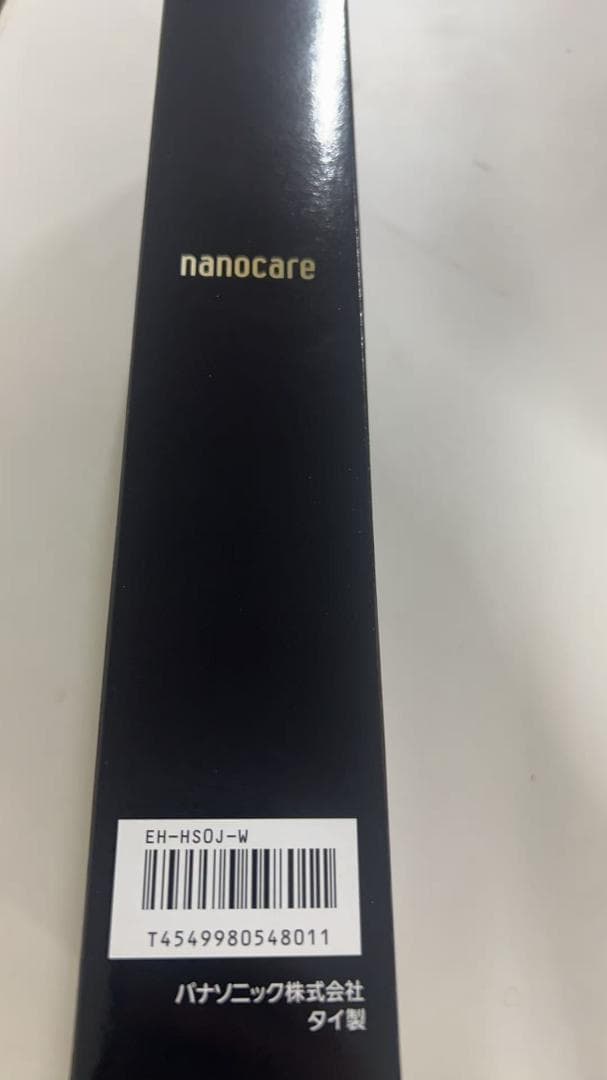 nanocare
EH-HS0J-W
T4549980548011
パナソニック株式会社
タイ製